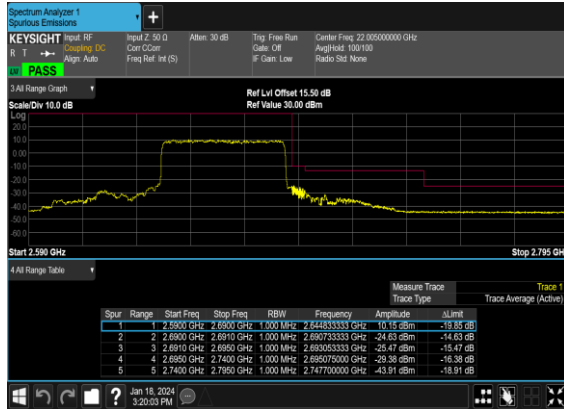 Spectrum Analyzer 1
Spurious Emissions
+
KEYSIGHT Input: RF Input Z: 50 Ω Atten: 30 dB Trig: Free Run Center Freq: 22.005000000 GHz
R T Coupling: DC Corr CCorr Gate: Off Avg|Hold: 100/100
Align: Auto Freq Ref: Int (S) IF Gain: Low Radio Std: None
PASS
3 All Range Graph
Ref Lvl Offset 15.50 dB
Scale/Div 10.0 dB Ref Value 30.00 dBm
Log
20.0
10.0
0.00
-10.0
-20.0
-30.0
-40.0
-50.0
-60.0
Start 2.590 GHz Stop 2.795 GH
4 All Range Table
Measure Trace Trace 1
Trace Type Trace Average (Active)
Spur Range Start Freq Stop Freq RBW Frequency Amplitude ΔLimit
1 1 2.5900 GHz 2.6900 GHz 1.000 MHz 2.644833333 GHz 10.15 dBm -19.85 dB
2 2 2.6900 GHz 2.6910 GHz 1.000 MHz 2.690733333 GHz -24.63 dBm -14.63 dB
3 3 2.6910 GHz 2.6950 GHz 1.000 MHz 2.693053333 GHz -25.47 dBm -15.47 dB
4 4 2.6950 GHz 2.7400 GHz 1.000 MHz 2.695075000 GHz -29.38 dBm -16.38 dB
5 5 2.7400 GHz 2.7950 GHz 1.000 MHz 2.747700000 GHz -43.91 dBm -18.91 dB
? Jan 18, 2024
3:20:03 PM